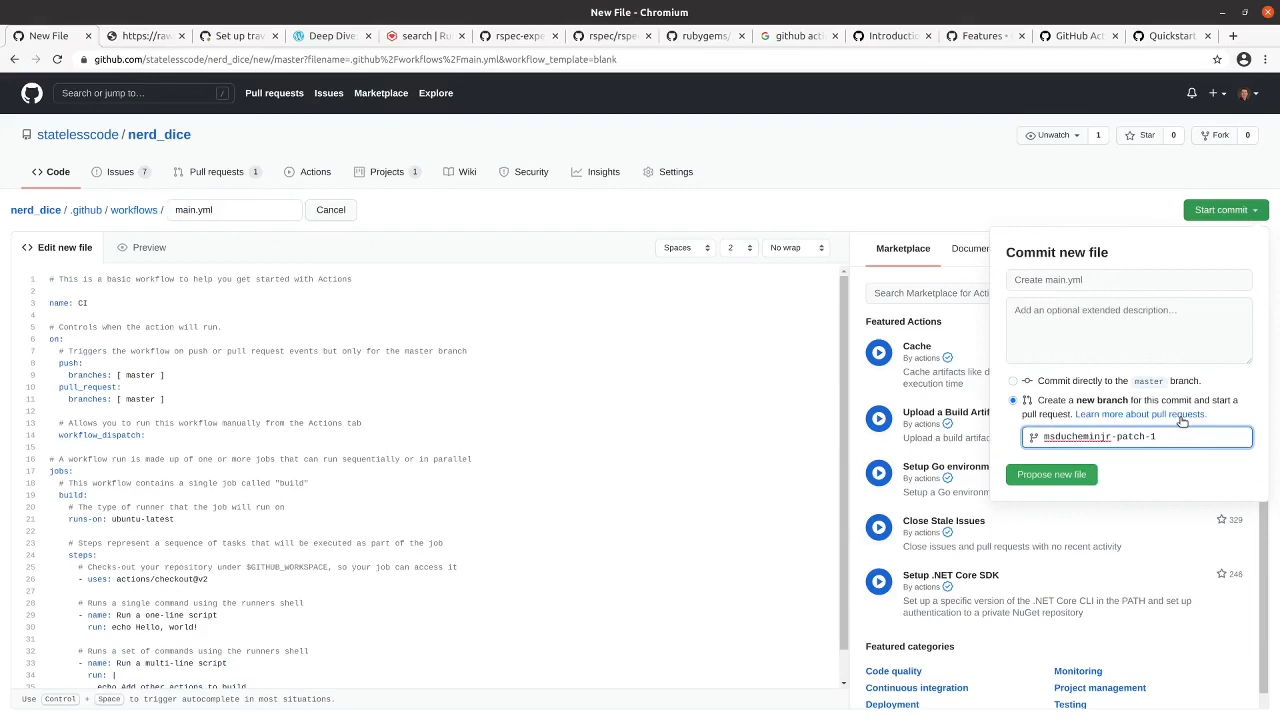 New File - Chromium
New File
https://raw
Set up trav
Deep Dive:
search | Ru
rspec-expe
rspec/rspe
rubygems/
github acti
Introductio
Features •
GitHub Act
Quickstart
github.com/statelesscode/nerd_dice/new/master?filename=.github%2Fworkflows%2Fmain.yml&workflow_template=blank
Search or jump to…
/
Pull requests
Issues
Marketplace
Explore
statelesscode / nerd_dice
Unwatch
1
Star
0
Fork
0
Code
Issues 7
Pull requests 1
Actions
Projects 1
Wiki
Security
Insights
Settings
nerd_dice / .github / workflows / main.yml
Cancel
Start commit
<> Edit new file
Preview
Spaces
2
No wrap
1 # This is a basic workflow to help you get started with Actions
2
3 name: CI
4
5 # Controls when the action will run.
6 on:
7 # Triggers the workflow on push or pull request events but only for the master branch
8 push:
9 branches: [ master ]
10 pull_request:
11 branches: [ master ]
12
13 # Allows you to run this workflow manually from the Actions tab
14 workflow_dispatch:
15
16 # A workflow run is made up of one or more jobs that can run sequentially or in parallel
17 jobs:
18 # This workflow contains a single job called "build"
19 build:
20 # The type of runner that the job will run on
21 runs-on: ubuntu-latest
22
23 # Steps represent a sequence of tasks that will be executed as part of the job
24 steps:
25 # Checks-out your repository under $GITHUB_WORKSPACE, so your job can access it
26 - uses: actions/checkout@v2
27
28 # Runs a single command using the runners shell
29 - name: Run a one-line script
30 run: echo Hello, world!
31
32 # Runs a set of commands using the runners shell
33 - name: Run a multi-line script
34 run: |
35 echo Add other actions to build,
Use Control + Space to trigger autocomplete in most situations.
Marketplace
Documen
Search Marketplace for Acti
Featured Actions
Cache
By actions
Cache artifacts like d
execution time
Upload a Build Artif
By actions
Upload a build artifac
Setup Go environm
By actions
Setup a Go environm
Close Stale Issues
329
By actions
Close issues and pull requests with no recent activity
Setup .NET Core SDK
246
By actions
Set up a specific version of the .NET Core CLI in the PATH and set up
authentication to a private NuGet repository
Featured categories
Code quality
Monitoring
Continuous integration
Project management
Deployment
Testing
Commit new file
Create main.yml
Add an optional extended description…
Commit directly to the master branch.
Create a new branch for this commit and start a
pull request. Learn more about pull requests.
msducheminjr-patch-1
Propose new file